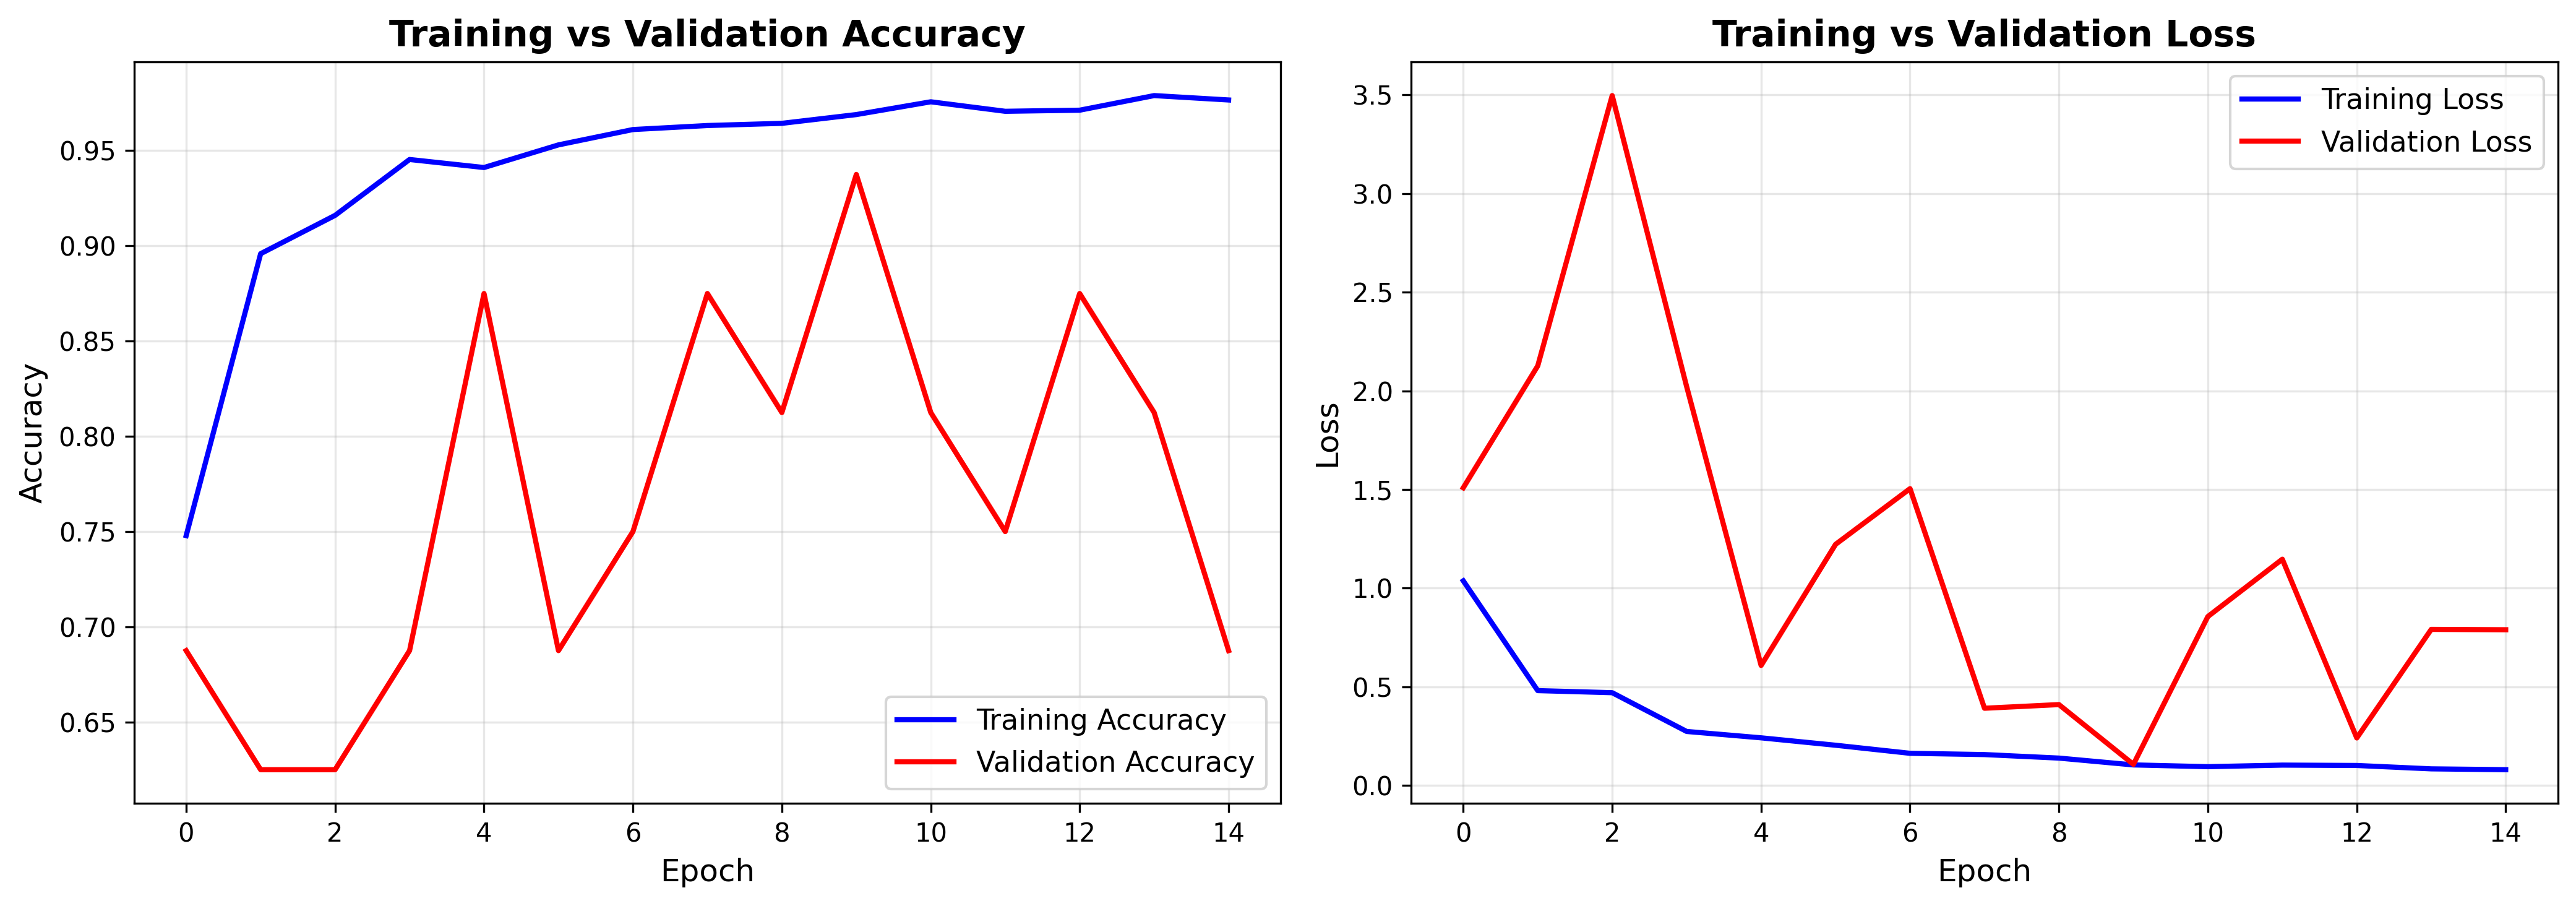 Training vs Validation Accuracy
Accuracy
0.95
0.90
0.85
0.80
0.75
0.70
0.65
Training Accuracy
Validation Accuracy
0 2 4 6 8 10 12 14
Epoch
Training vs Validation Loss
Loss
3.5
3.0
2.5
2.0
1.5
1.0
0.5
0.0
Training Loss
Validation Loss
0 2 4 6 8 10 12 14
Epoch